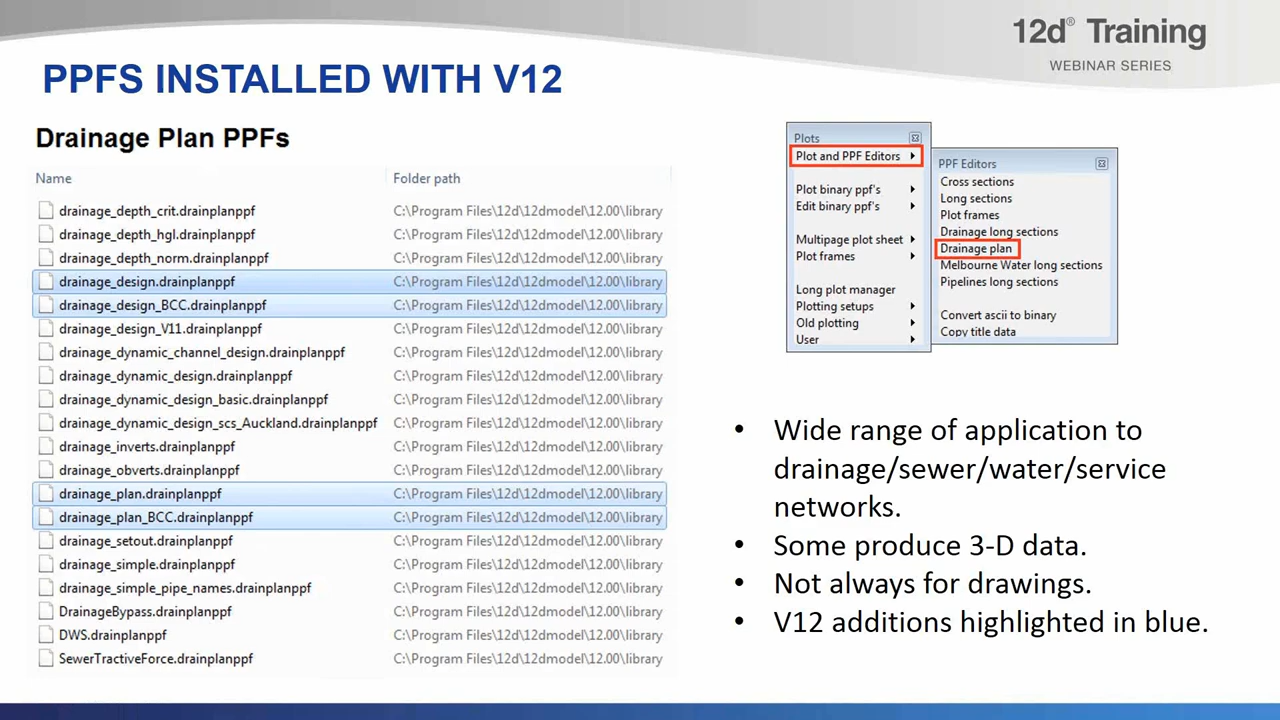 12d® Training
WEBINAR SERIES
PPFS INSTALLED WITH V12
Drainage Plan PPFs
Name Folder path
drainage_depth_crit.drainplanppf C:\Program Files\12d\12dmodel\12.00\library
drainage_depth_hgl.drainplanppf C:\Program Files\12d\12dmodel\12.00\library
drainage_depth_norm.drainplanppf C:\Program Files\12d\12dmodel\12.00\library
drainage_design.drainplanppf C:\Program Files\12d\12dmodel\12.00\library
drainage_design_BCC.drainplanppf C:\Program Files\12d\12dmodel\12.00\library
drainage_design_V11.drainplanppf C:\Program Files\12d\12dmodel\12.00\library
drainage_dynamic_channel_design.drainplanppf C:\Program Files\12d\12dmodel\12.00\library
drainage_dynamic_design.drainplanppf C:\Program Files\12d\12dmodel\12.00\library
drainage_dynamic_design_basic.drainplanppf C:\Program Files\12d\12dmodel\12.00\library
drainage_dynamic_design_scs_Auckland.drainplanppf C:\Program Files\12d\12dmodel\12.00\library
drainage_inverts.drainplanppf C:\Program Files\12d\12dmodel\12.00\library
drainage_obverts.drainplanppf C:\Program Files\12d\12dmodel\12.00\library
drainage_plan.drainplanppf C:\Program Files\12d\12dmodel\12.00\library
drainage_plan_BCC.drainplanppf C:\Program Files\12d\12dmodel\12.00\library
drainage_setout.drainplanppf C:\Program Files\12d\12dmodel\12.00\library
drainage_simple.drainplanppf C:\Program Files\12d\12dmodel\12.00\library
drainage_simple_pipe_names.drainplanppf C:\Program Files\12d\12dmodel\12.00\library
DrainageBypass.drainplanppf C:\Program Files\12d\12dmodel\12.00\library
DWS.drainplanppf C:\Program Files\12d\12dmodel\12.00\library
SewerTractiveForce.drainplanppf C:\Program Files\12d\12dmodel\12.00\library
Plots
Plot and PPF Editors
Plot binary ppf's
Edit binary ppf's
Multipage plot sheet
Plot frames
Long plot manager
Plotting setups
Old plotting
User
PPF Editors
Cross sections
Long sections
Plot frames
Drainage long sections
Drainage plan
Melbourne Water long sections
Pipelines long sections
Convert ascii to binary
Copy title data
• Wide range of application to
drainage/sewer/water/service
networks.
• Some produce 3-D data.
• Not always for drawings.
• V12 additions highlighted in blue.